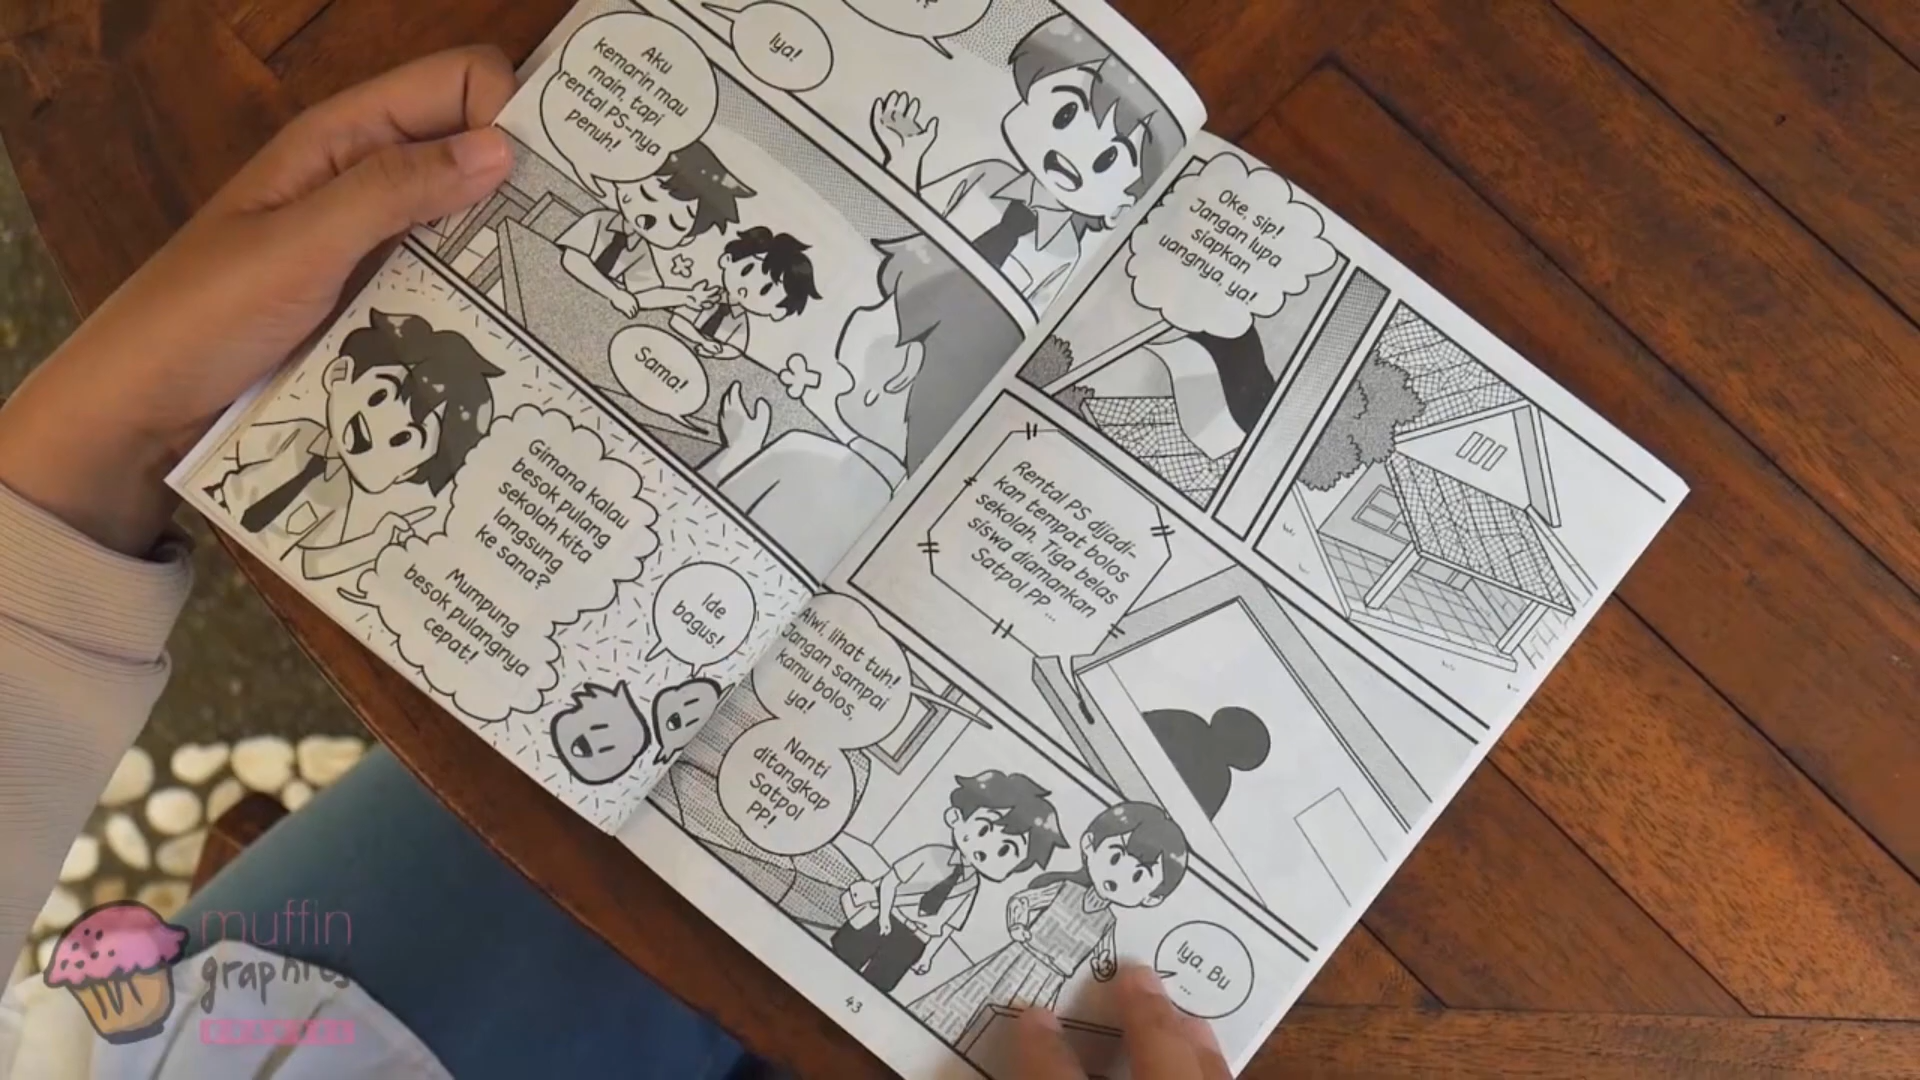 Iya!
Aku
kemarin mau
main, tapi
rental PS-nya
penuh!
Sama!
Gimana kalau
besok pulang
sekolah kita
langsung
ke sana?
Mumpung
besok pulangnya
cepat!
Ide
bagus!
Oke, sip!
Jangan lupa
siapkan
uangnya, ya!
Rental PS dijadi-
kan tempat bolos
sekolah. Tiga belas
siswa diamankan
Satpol PP ...
Alwi, lihat tuh!
Jangan sampai
kamu bolos,
ya!
Nanti
ditangkap
Satpol
PP!
Iya, Bu
...
43
muffin
graphics